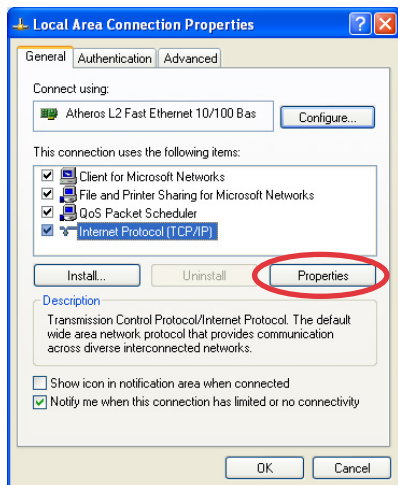 Local Area Connection Properties
General Authentication Advanced
Connect using:
Atheros L2 Fast Ethernet 10/100 Bas Configure...
This connection uses the following items:
Client for Microsoft Networks
File and Printer Sharing for Microsoft Networks
QoS Packet Scheduler
Internet Protocol (TCP/IP)
Install... Uninstall Properties
Description
Transmission Control Protocol/Internet Protocol. The default
wide area network protocol that provides communication
across diverse interconnected networks.
Show icon in notification area when connected
Notify me when this connection has limited or no connectivity
OK Cancel